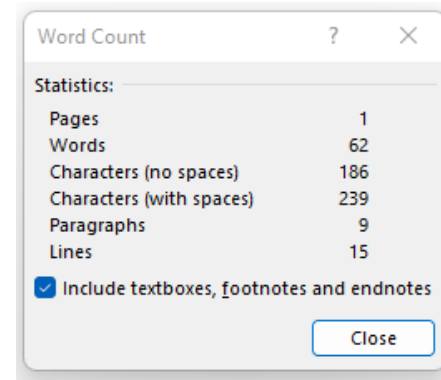 Word Count ?
Statistics:
Pages 1
Words 62
Characters (no spaces) 186
Characters (with spaces) 239
Paragraphs 9
Lines 15
Include textboxes, footnotes and endnotes
Close